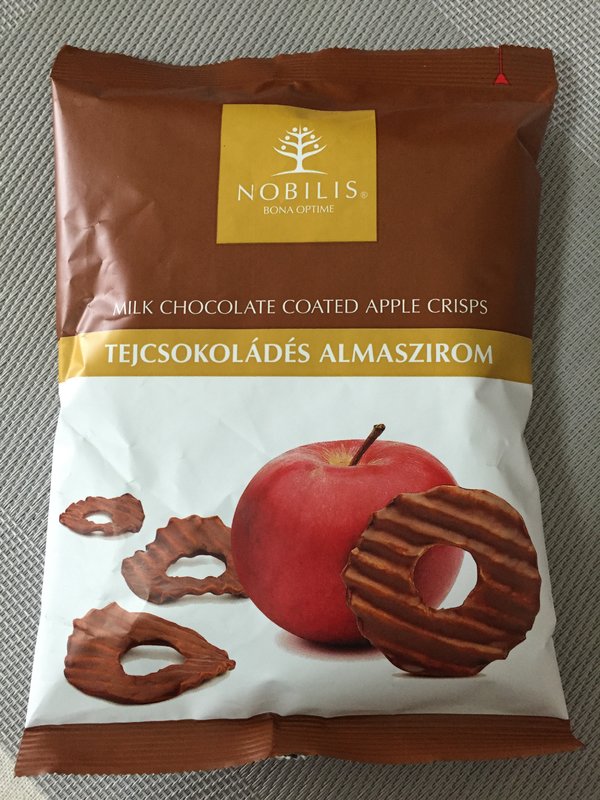 NOBILIS®
BONA OPTIME
MILK CHOCOLATE COATED APPLE CRISPS
TEJCSOKOLÁDÉS ALMASZIROM